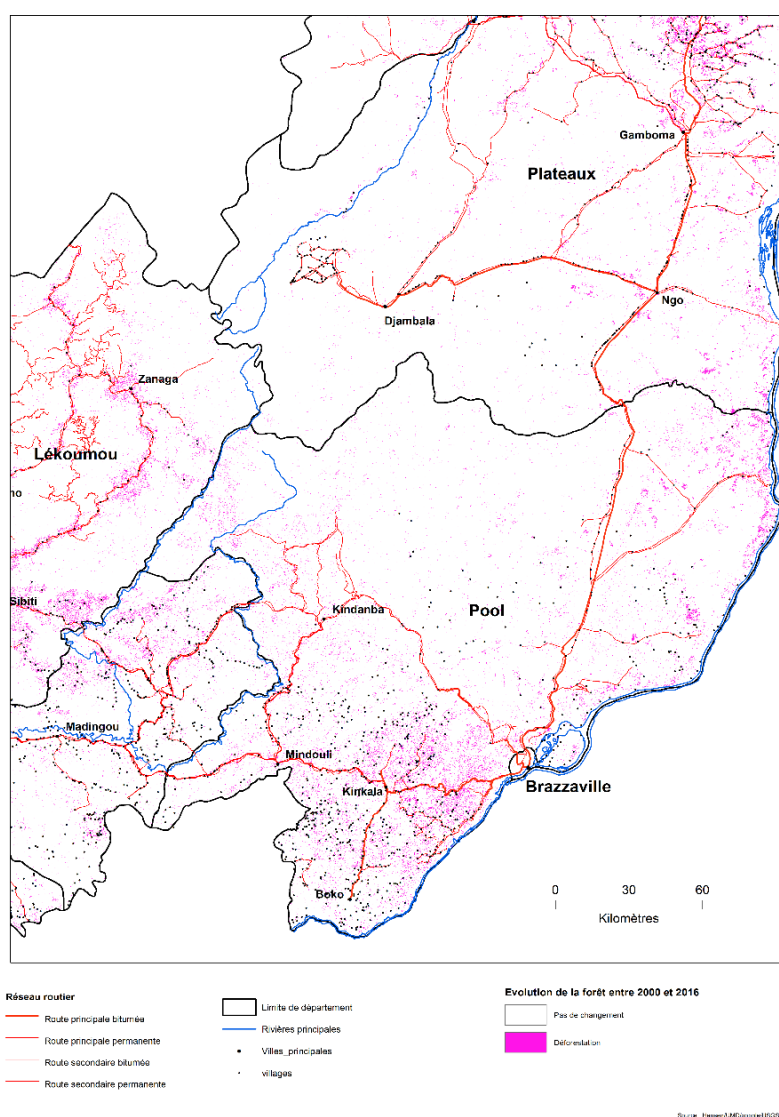 Gamboma
Plateaux
Ngo
Djambala
Zanaga
Lékoumou
no
Sibiti
Kindanba
Pool
Madingou
Mindouli
Kinkala
Brazzaville
Boko
0 30 60
Kilomètres
Réseau routier
Route principale bitumée
Route principale permanente
Route secondaire bitumée
Route secondaire permanente
Limite de département
Rivières principales
Villes_principales
villages
Evolution de la forêt entre 2000 et 2016
Pas de changement
Déforestation
Source :